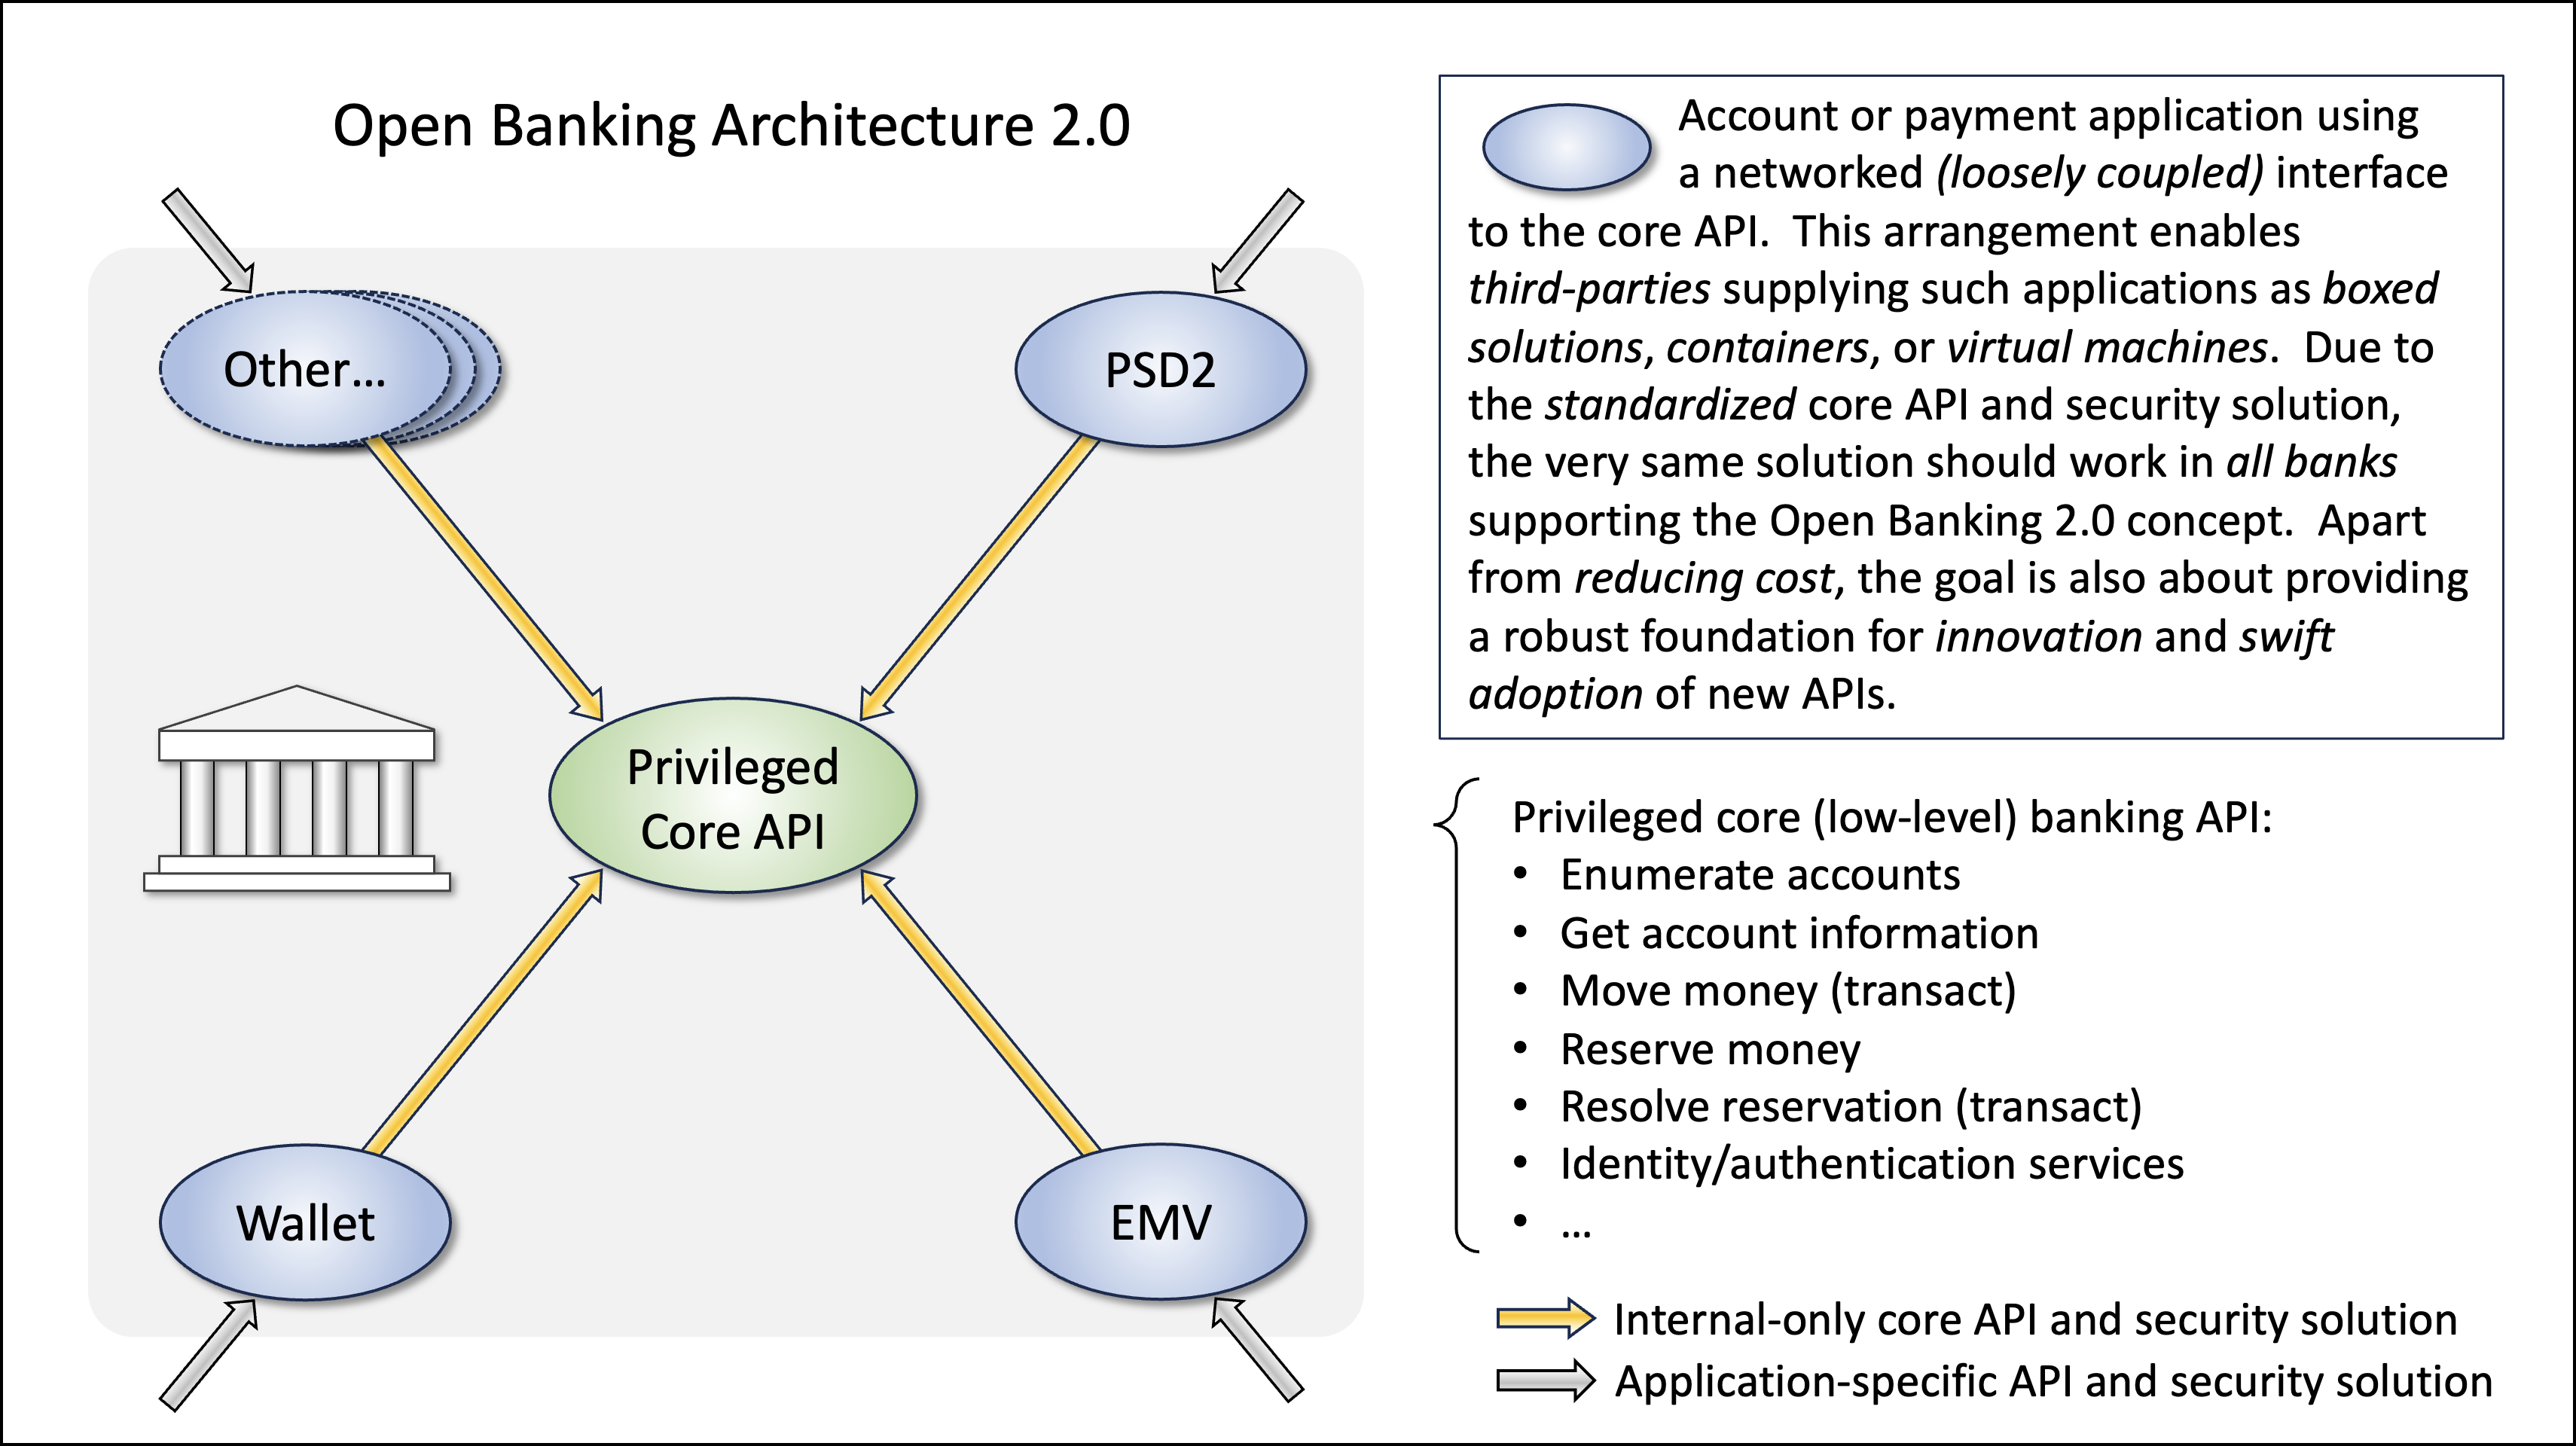 Open Banking Architecture 2.0
Other...
PSD2
Privileged
Core API
Wallet
EMV
Account or payment application using
a networked (loosely coupled) interface
to the core API.  This arrangement enables
third-parties supplying such applications as boxed
solutions, containers, or virtual machines.  Due to
the standardized core API and security solution,
the very same solution should work in all banks
supporting the Open Banking 2.0 concept.  Apart
from reducing cost, the goal is also about providing
a robust foundation for innovation and swift
adoption of new APIs.
Privileged core (low-level) banking API:
• Enumerate accounts
• Get account information
• Move money (transact)
• Reserve money
• Resolve reservation (transact)
• Identity/authentication services
• ...
Internal-only core API and security solution
Application-specific API and security solution